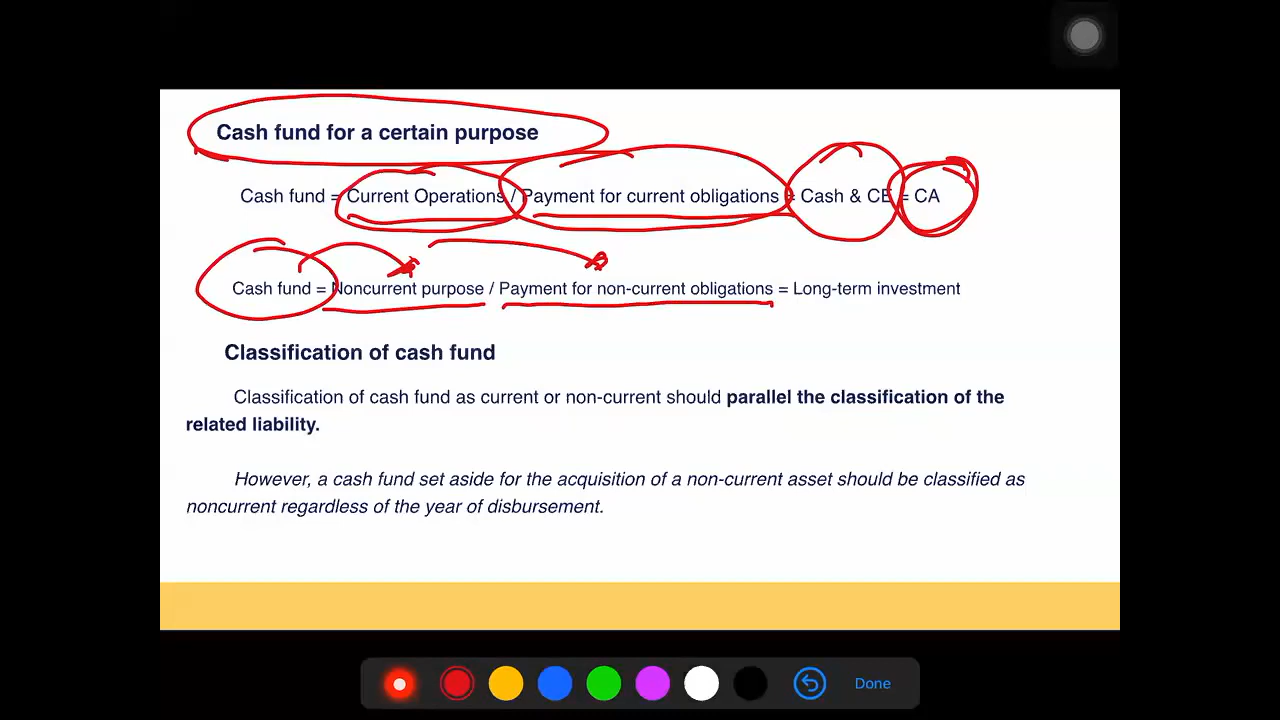 Cash fund for a certain purpose
Cash fund = Current Operations / Payment for current obligations = Cash & CE = CA
Cash fund = Noncurrent purpose / Payment for non-current obligations = Long-term investment
Classification of cash fund
Classification of cash fund as current or non-current should parallel the classification of the
related liability.
However, a cash fund set aside for the acquisition of a non-current asset should be classified as
noncurrent regardless of the year of disbursement.
Done